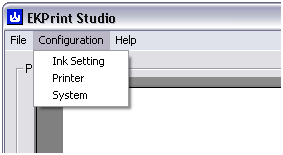 EKPrint Studio
File Configuration Help
Ink Setting
Printer
System